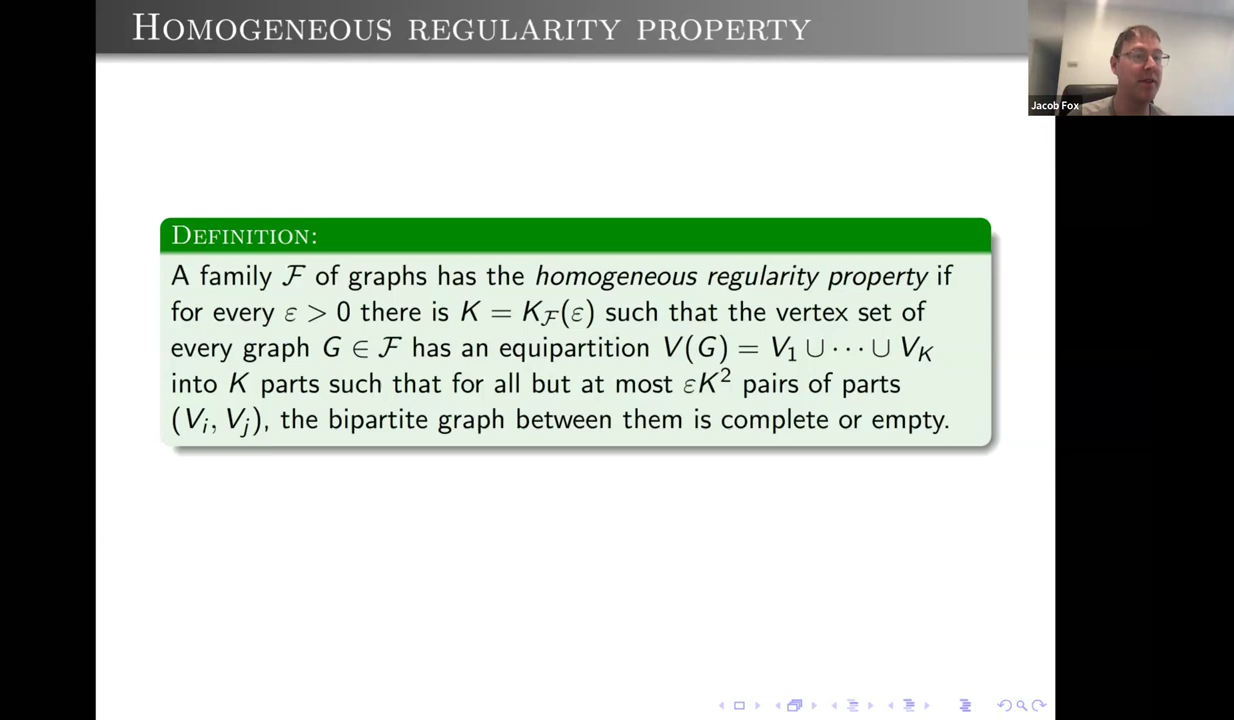 HOMOGENEOUS REGULARITY PROPERTY
Jacob Fox
DEFINITION:
A family ℱ of graphs has the homogeneous regularity property if
for every ε > 0 there is K = K_ℱ(ε) such that the vertex set of
every graph G ∈ ℱ has an equipartition V(G) = V₁ ∪ ⋯ ∪ V_K
into K parts such that for all but at most εK² pairs of parts
(V_i, V_j), the bipartite graph between them is complete or empty.